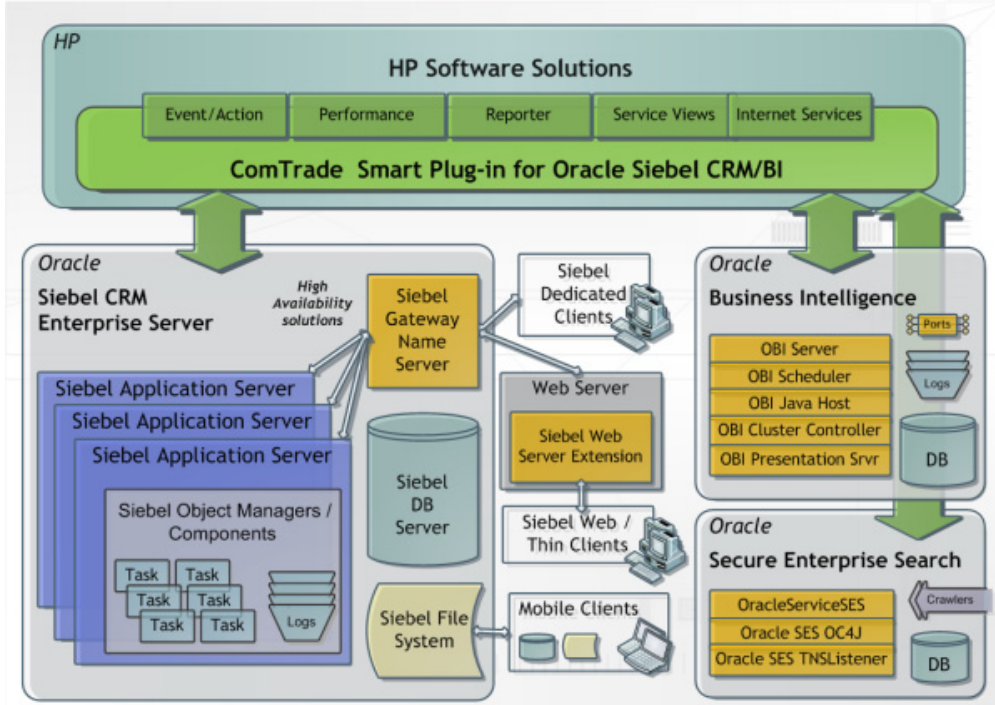 HP
HP Software Solutions
Event/Action
Performance
Reporter
Service Views
Internet Services
ComTrade Smart Plug-in for Oracle Siebel CRM/BI
Oracle
Siebel CRM
Enterprise Server
High
Availability
solutions
Siebel
Gateway
Name
Server
Siebel Application Server
Siebel Application Server
Siebel Application Server
Siebel Object Managers /
Components
Task
Task
Task
Task
Task
Task
Logs
Siebel
DB
Server
Siebel File
System
Siebel
Dedicated
Clients
Web Server
Siebel Web
Server Extension
Siebel Web /
Thin Clients
Mobile Clients
Oracle
Business Intelligence
OBI Server
OBI Scheduler
OBI Java Host
OBI Cluster Controller
OBI Presentation Srvr
Ports
Logs
DB
Oracle
Secure Enterprise Search
OracleServiceSES
Oracle SES OC4J
Oracle SES TNSListener
Crawlers
DB